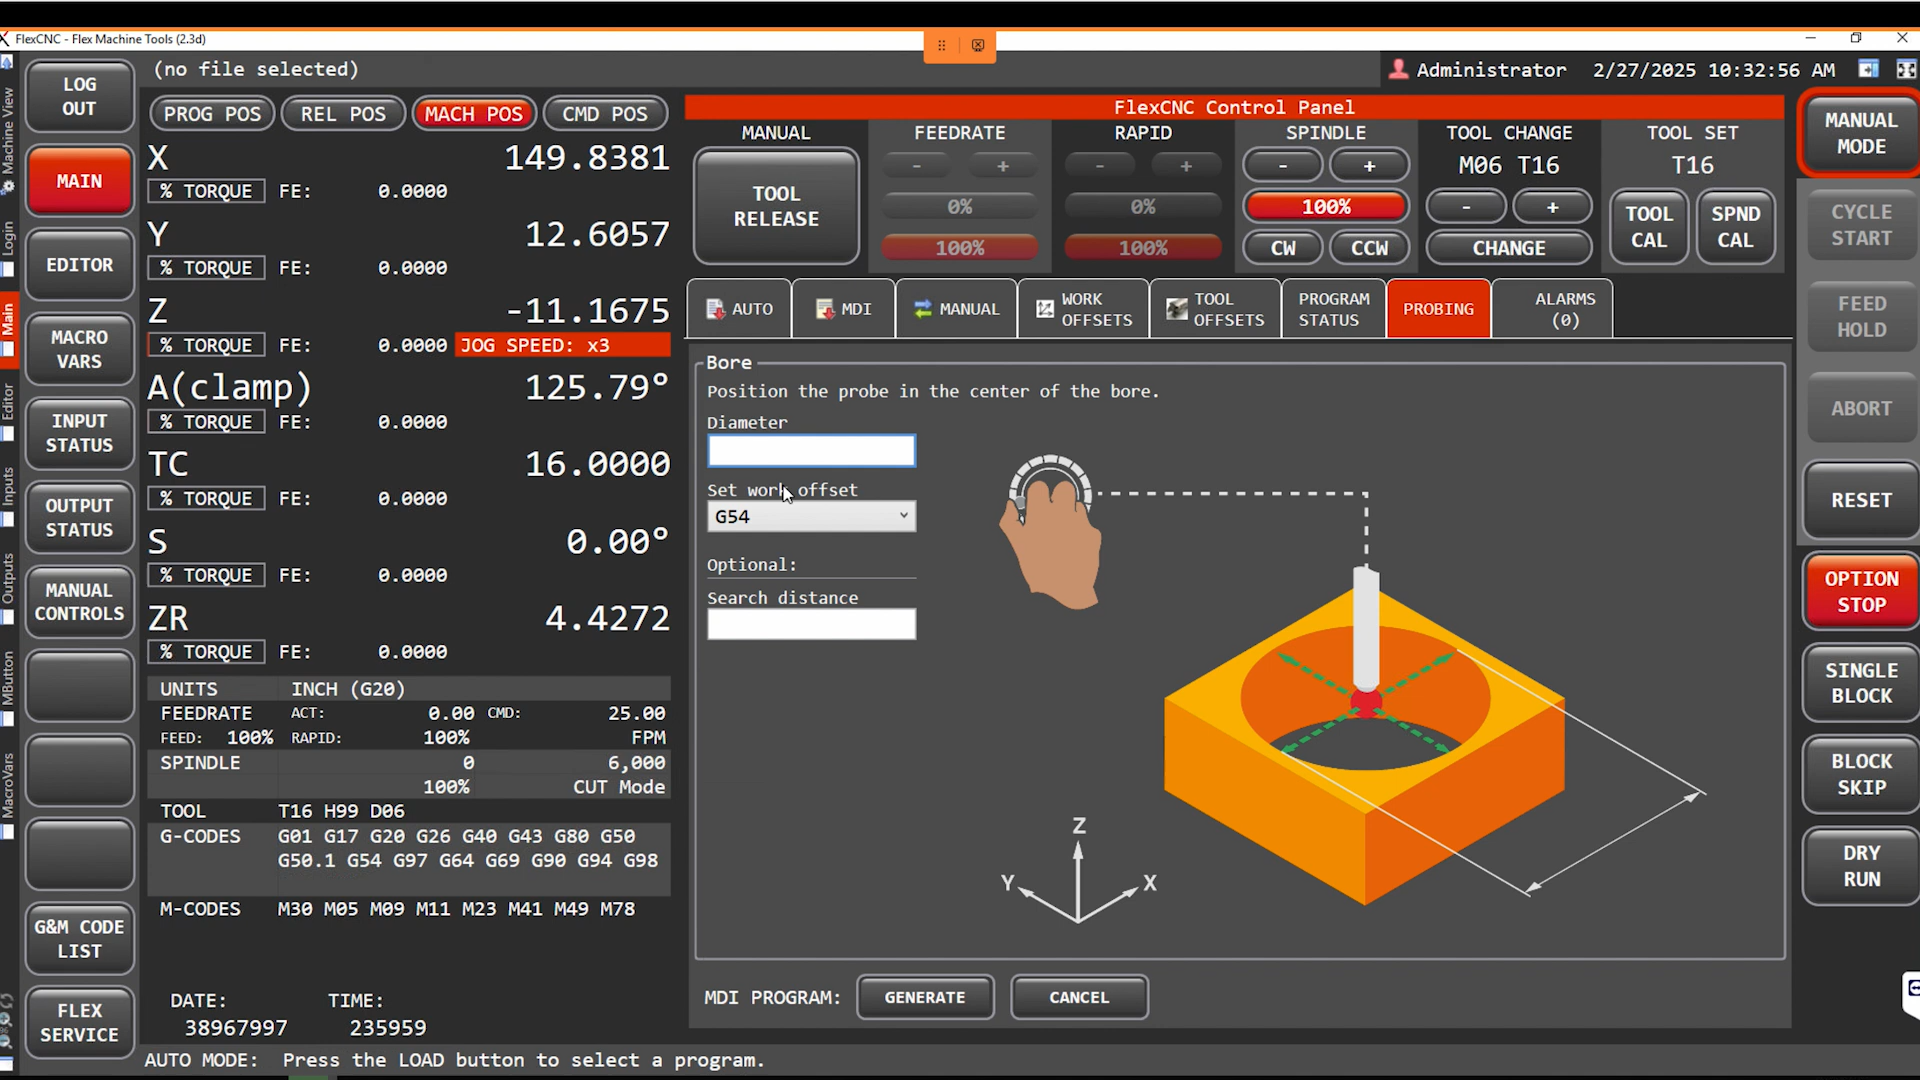 FlexCNC - Flex Machine Tools (2.3d)
(no file selected)
Administrator 2/27/2025 10:32:56 AM
Machine View
Login
Main
Editor
Inputs
Outputs
MButton
MacroVars
LOG OUT
MAIN
EDITOR
MACRO VARS
INPUT STATUS
OUTPUT STATUS
MANUAL CONTROLS
G&M CODE LIST
FLEX SERVICE
PROG POS REL POS MACH POS CMD POS
X 149.8381
% TORQUE FE: 0.0000
Y 12.6057
% TORQUE FE: 0.0000
Z -11.1675
% TORQUE FE: 0.0000 JOG SPEED: x3
A(clamp) 125.79°
% TORQUE FE: 0.0000
TC 16.0000
% TORQUE FE: 0.0000
S 0.00°
% TORQUE FE: 0.0000
ZR 4.4272
% TORQUE FE: 0.0000
UNITS INCH (G20)
FEEDRATE ACT: 0.00 CMD: 25.00
FEED: 100% RAPID: 100% FPM
SPINDLE 0 6,000
100% CUT Mode
TOOL T16 H99 D06
G-CODES G01 G17 G20 G26 G40 G43 G80 G50
G50.1 G54 G97 G64 G69 G90 G94 G98
M-CODES M30 M05 M09 M11 M23 M41 M49 M78
DATE: TIME:
38967997 235959
AUTO MODE: Press the LOAD button to select a program.
FlexCNC Control Panel
MANUAL
TOOL RELEASE
FEEDRATE
- +
0%
100%
RAPID
- +
0%
100%
SPINDLE
- +
100%
CW CCW
TOOL CHANGE
M06 T16
- +
CHANGE
TOOL SET
T16
TOOL CAL SPND CAL
AUTO MDI MANUAL WORK OFFSETS TOOL OFFSETS PROGRAM STATUS PROBING ALARMS (0)
Bore
Position the probe in the center of the bore.
Diameter
Set work offset
G54
Optional:
Search distance
Z
Y X
MDI PROGRAM: GENERATE CANCEL
MANUAL MODE
CYCLE START
FEED HOLD
ABORT
RESET
OPTION STOP
SINGLE BLOCK
BLOCK SKIP
DRY RUN